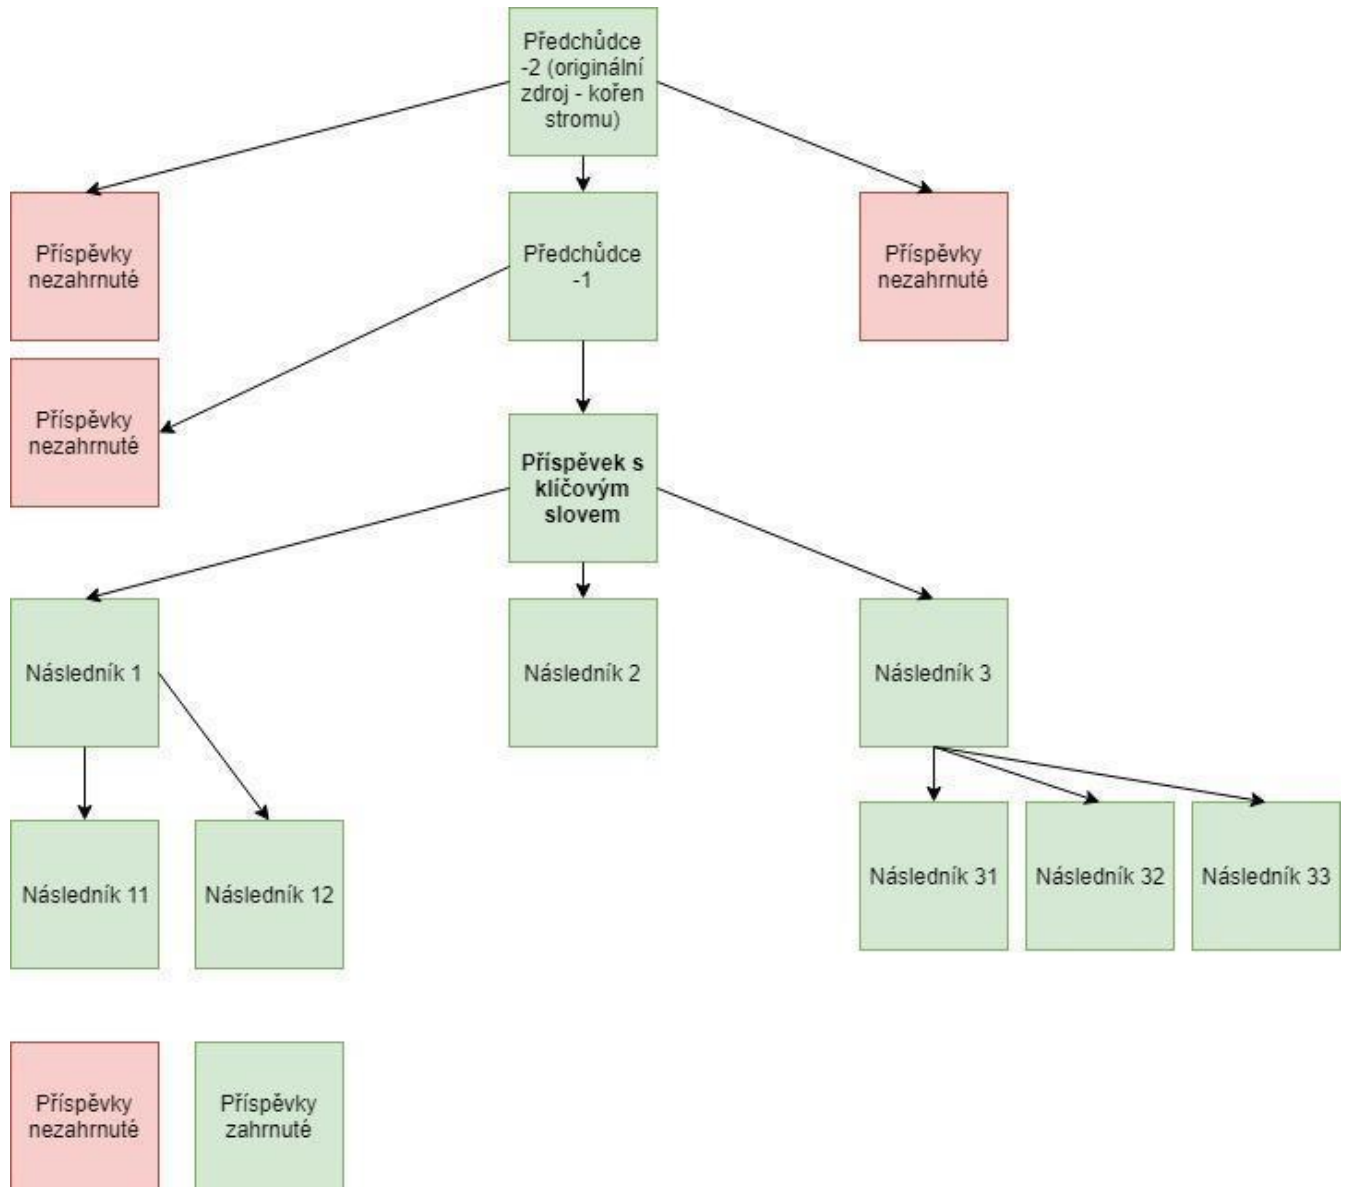 Předchůdce
-2 (originální
zdroj - kořen
stromu)
Příspěvky
nezahrnuté
Předchůdce
-1
Příspěvky
nezahrnuté
Příspěvky
nezahrnuté
Příspěvek s
klíčovým
slovem
Následník 1
Následník 2
Následník 3
Následník 11
Následník 12
Následník 31
Následník 32
Následník 33
Příspěvky
nezahrnuté
Příspěvky
zahrnuté